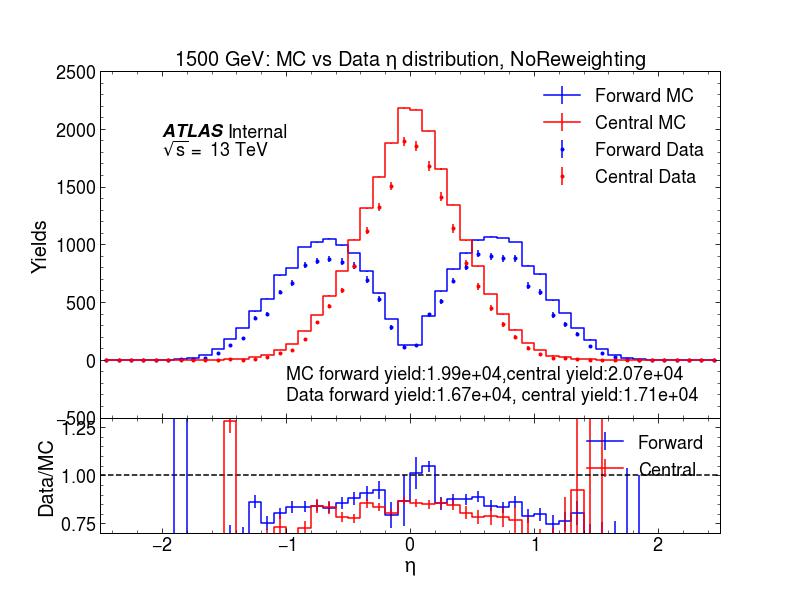 1500 GeV: MC vs Data η distribution, NoReweighting
2500
2000
1500
1000
500
0
−500
Yields
ATLAS Internal
√s = 13 TeV
Forward MC
Central MC
Forward Data
Central Data
MC forward yield:1.99e+04,central yield:2.07e+04
Data forward yield:1.67e+04, central yield:1.71e+04
1.25
1.00
0.75
Data/MC
Forward
Central
−2 −1 0 1 2
η